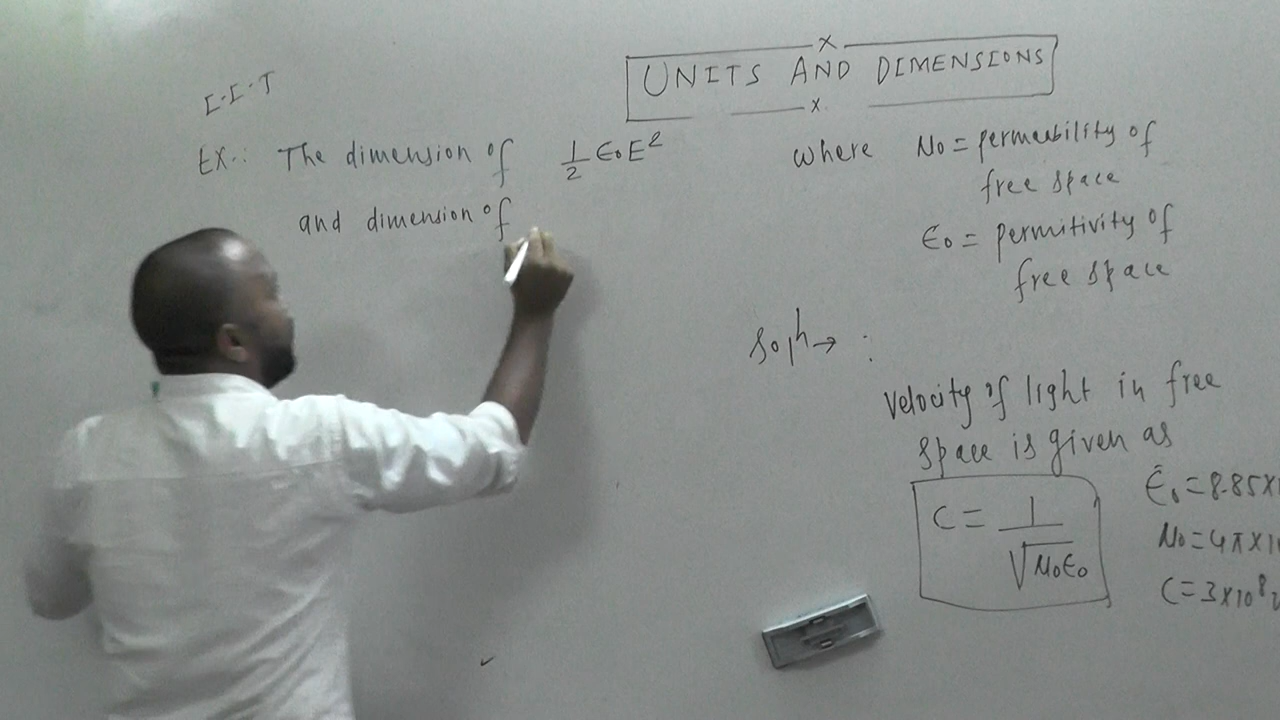 UNITS AND DIMENSIONS
I.I.T
EX.: The dimension of 1/2 ε₀E²
and dimension of
where μ₀ = permeability of
free space
ε₀ = permitivity of
free space
Solⁿ→ :
Velocity of light in free
space is given as
C = 1/√μ₀ε₀
ε₀ = 8.85×1
μ₀ = 4π×10
C = 3×10⁸